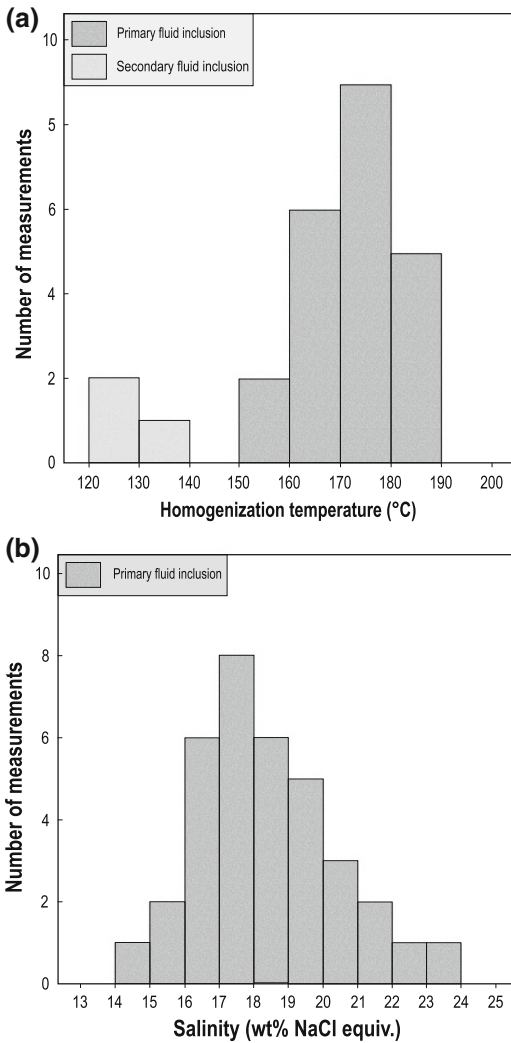 (a)
Primary fluid inclusion
Secondary fluid inclusion
Number of measurements
10
5
6
4
2
0
120 130 140 150 160 170 180 190 200
Homogenization temperature (°C)
(b)
Primary fluid inclusion
Number of measurements
10
8
6
4
2
0
13 14 15 16 17 18 19 20 21 22 23 24 25
Salinity (wt% NaCl equiv.)